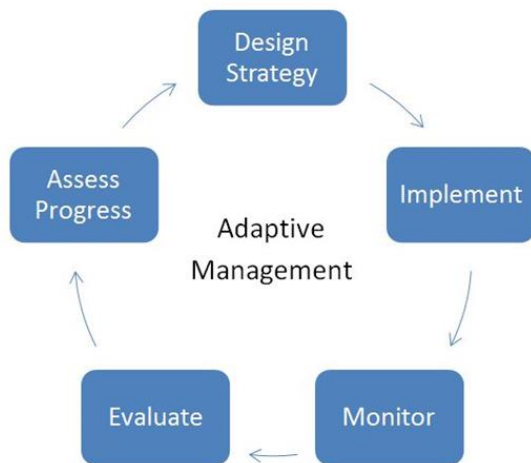 Design
Strategy
Implement
Monitor
Evaluate
Assess
Progress
Adaptive
Management